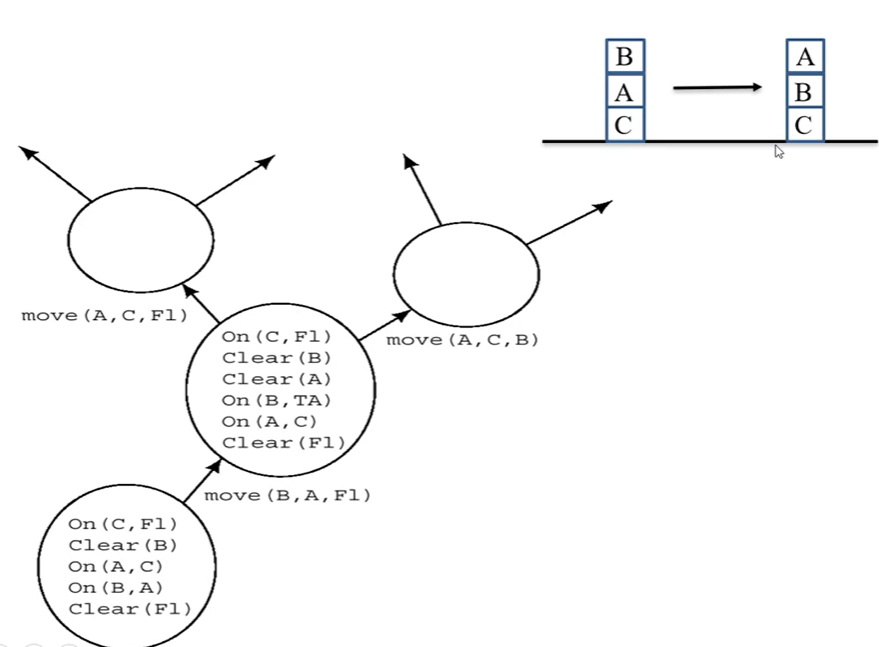 B
A
C
A
B
C
move(A,C,Fl)
On(C,Fl)
Clear(B)
Clear(A)
On(B,TA)
On(A,C)
Clear(Fl)
move(A,C,B)
move(B,A,Fl)
On(C,Fl)
Clear(B)
On(A,C)
On(B,A)
Clear(Fl)